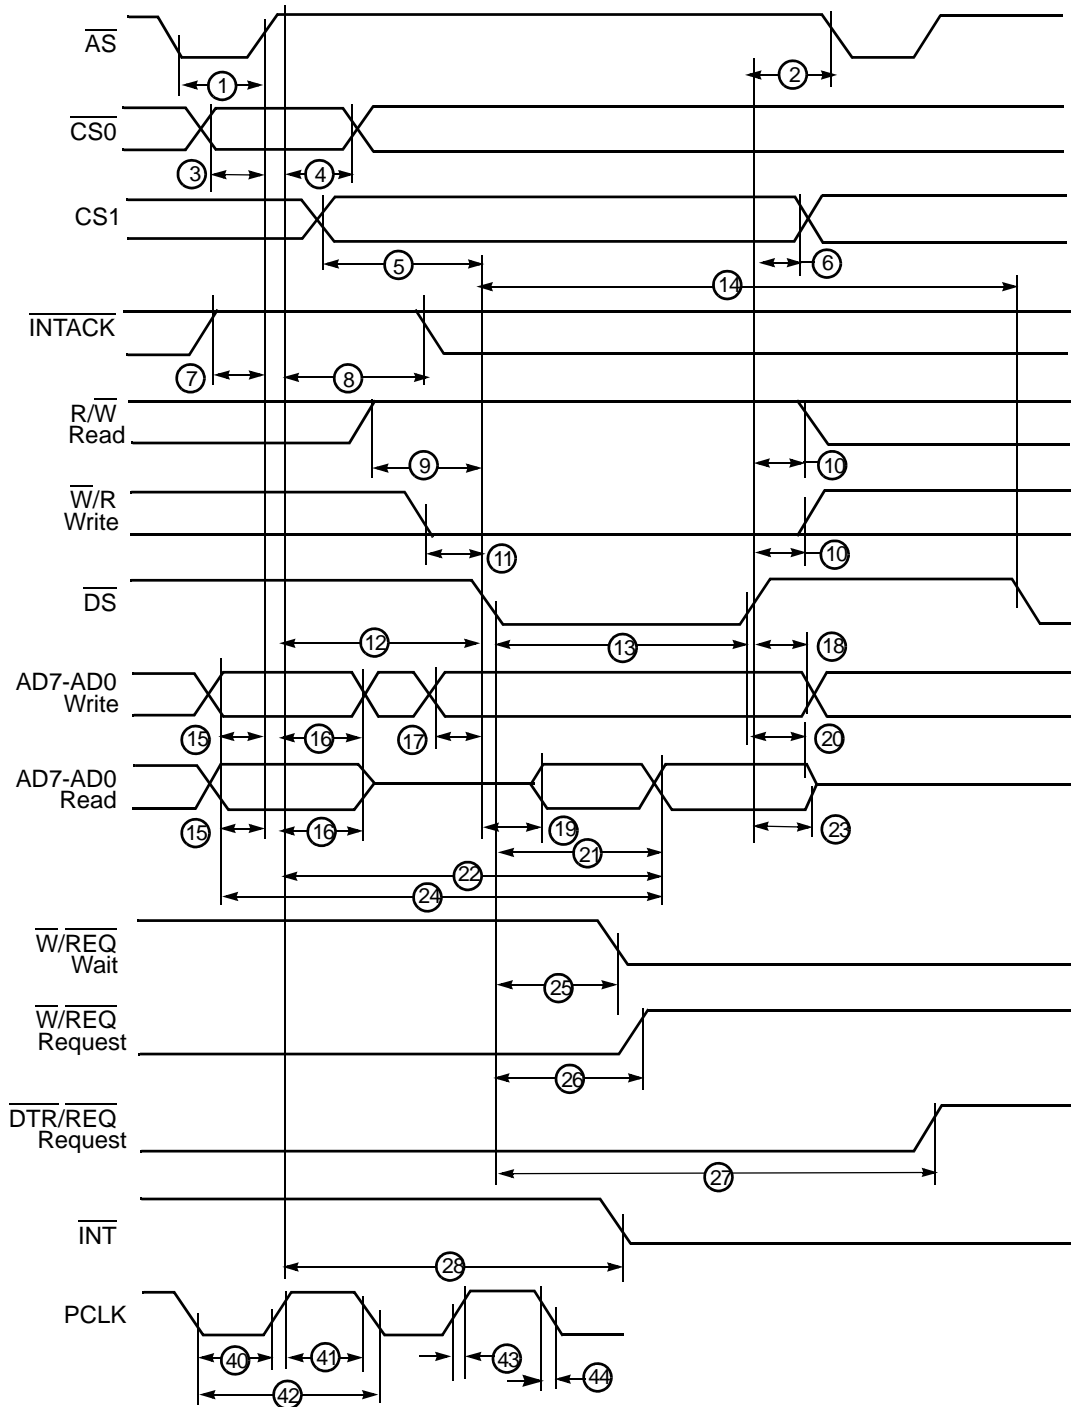 AS
1
2
CS0
3
4
CS1
5
6
14
INTACK
7
8
R/W
Read
9
10
W/R
Write
11
10
DS
12
13
18
AD7-AD0
Write
15
16
17
20
AD7-AD0
Read
15
16
19
23
21
22
24
W/REQ
Wait
25
W/REQ
Request
26
DTR/REQ
Request
27
INT
28
PCLK
40
41
43
44
42